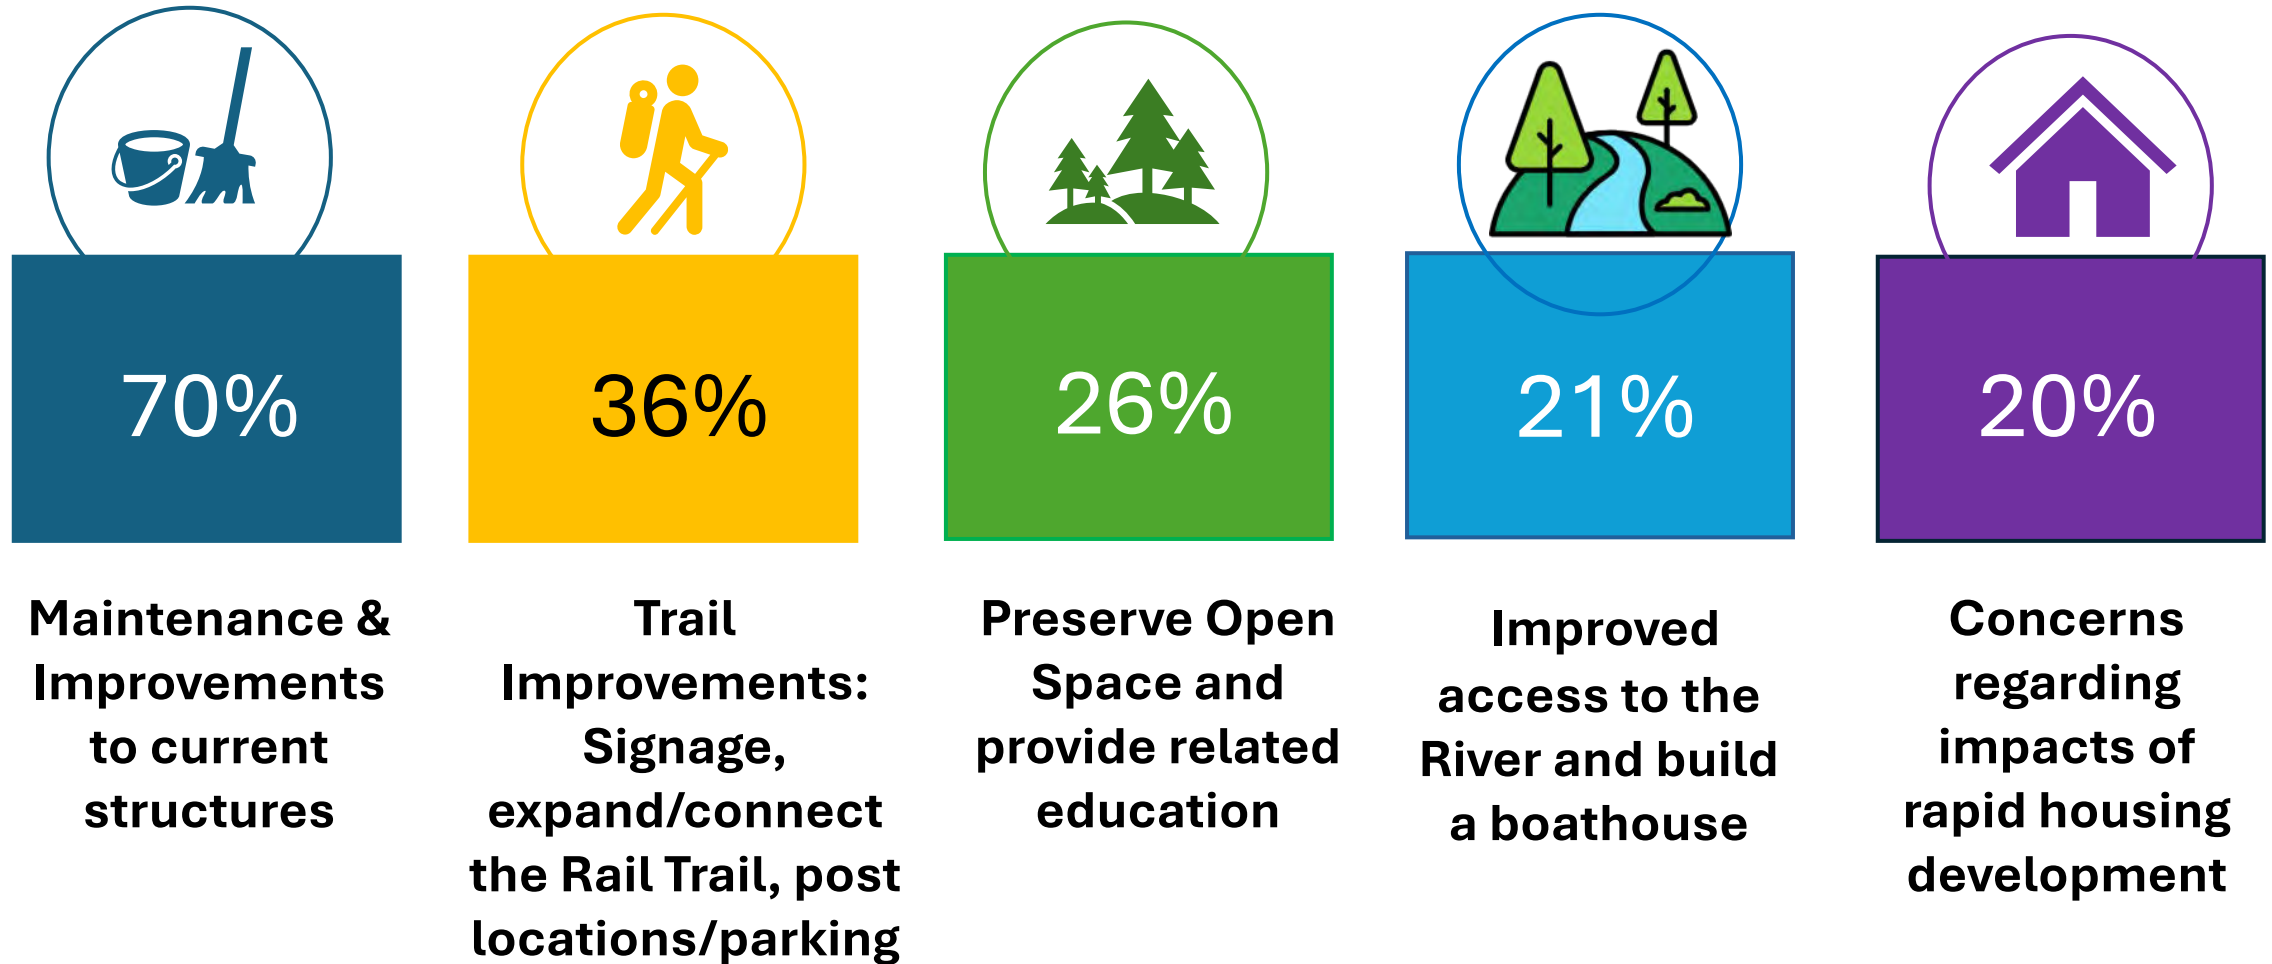 70%
Maintenance &
Improvements
to current
structures
36%
Trail
Improvements:
Signage,
expand/connect
the Rail Trail, post
locations/parking
26%
Preserve Open
Space and
provide related
education
21%
Improved
access to the
River and build
a boathouse
20%
Concerns
regarding
impacts of
rapid housing
development